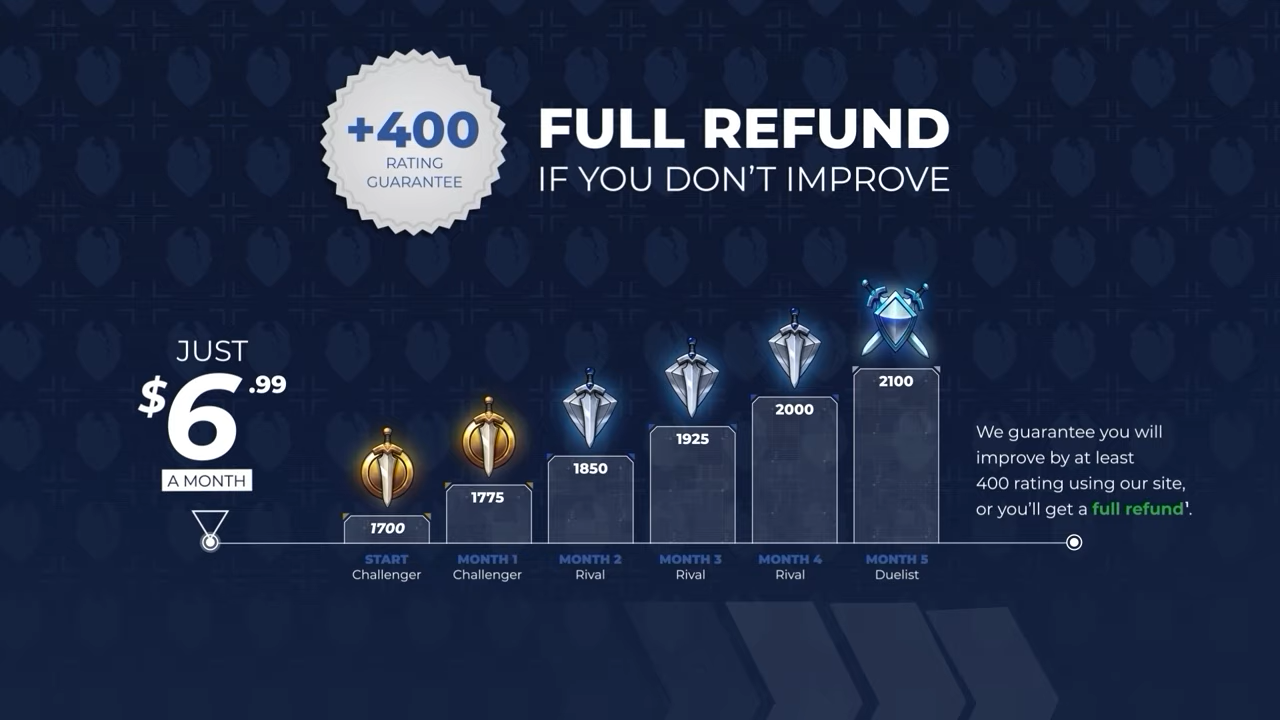 +400
RATING
GUARANTEE
FULL REFUND
IF YOU DON'T IMPROVE
JUST
$6.99
A MONTH
1700
1775
1850
1925
2000
2100
START
Challenger
MONTH 1
Challenger
MONTH 2
Rival
MONTH 3
Rival
MONTH 4
Rival
MONTH 5
Duelist
We guarantee you will
improve by at least
400 rating using our site,
or you'll get a full refund¹.